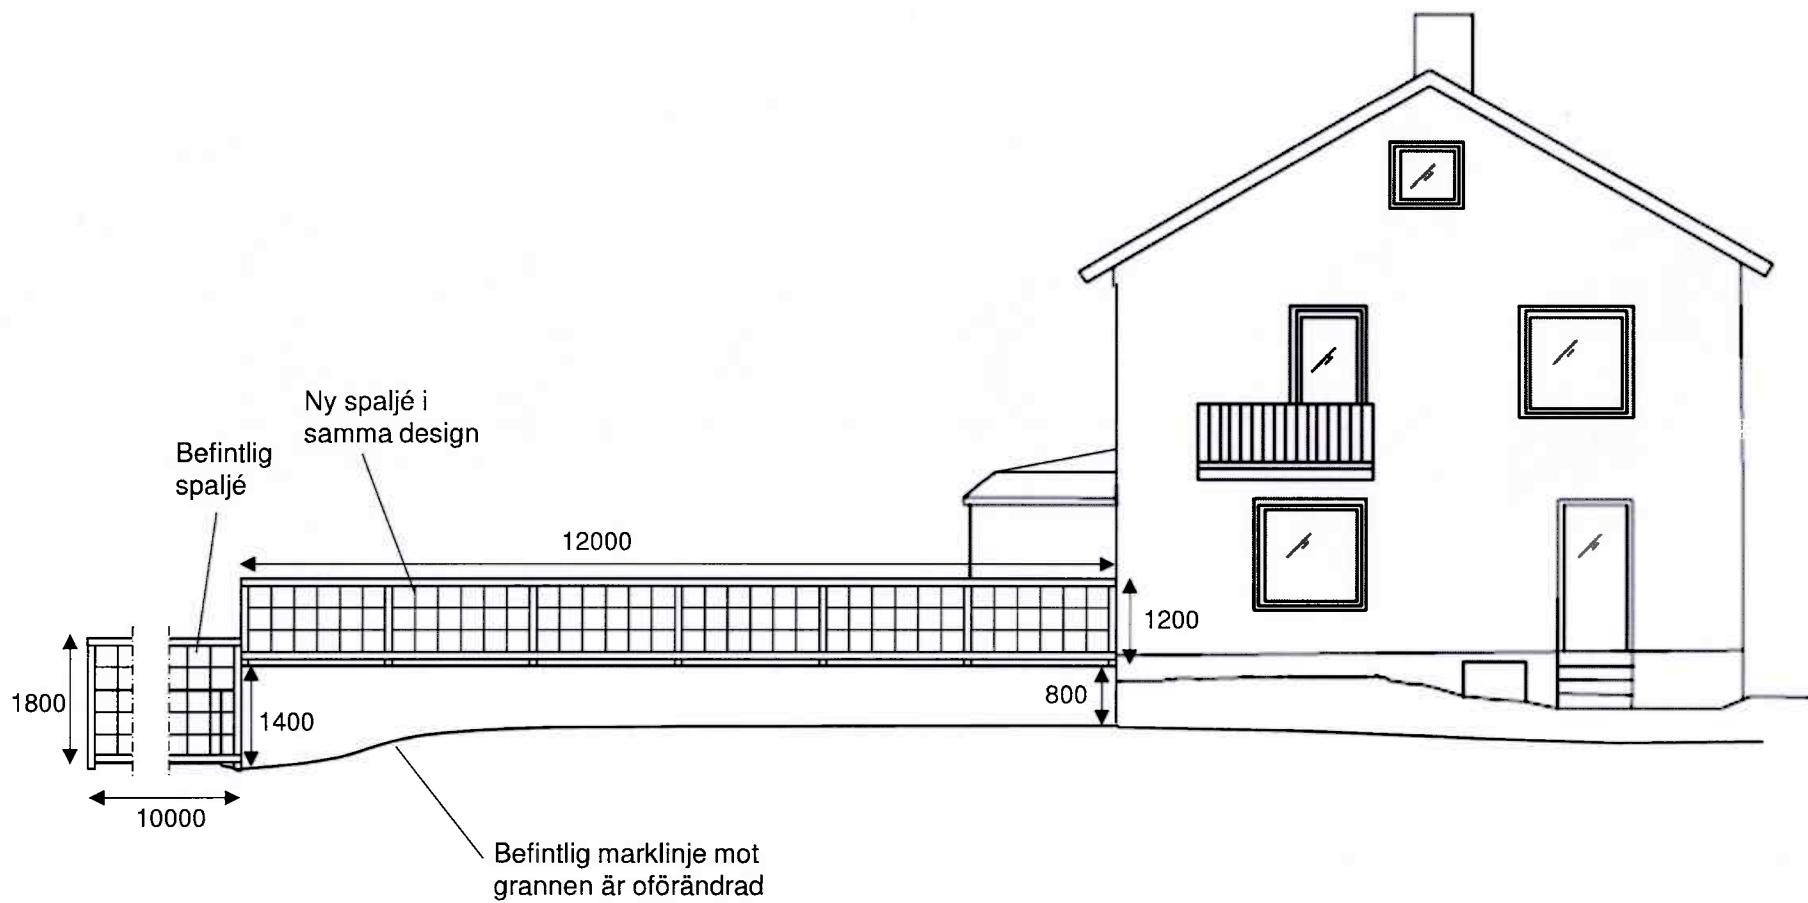 Ny spaljé i
samma design
Befintlig
spaljé
12000
1200
1800
1400
800
10000
Befintlig marklinje mot
grannen är oförändrad